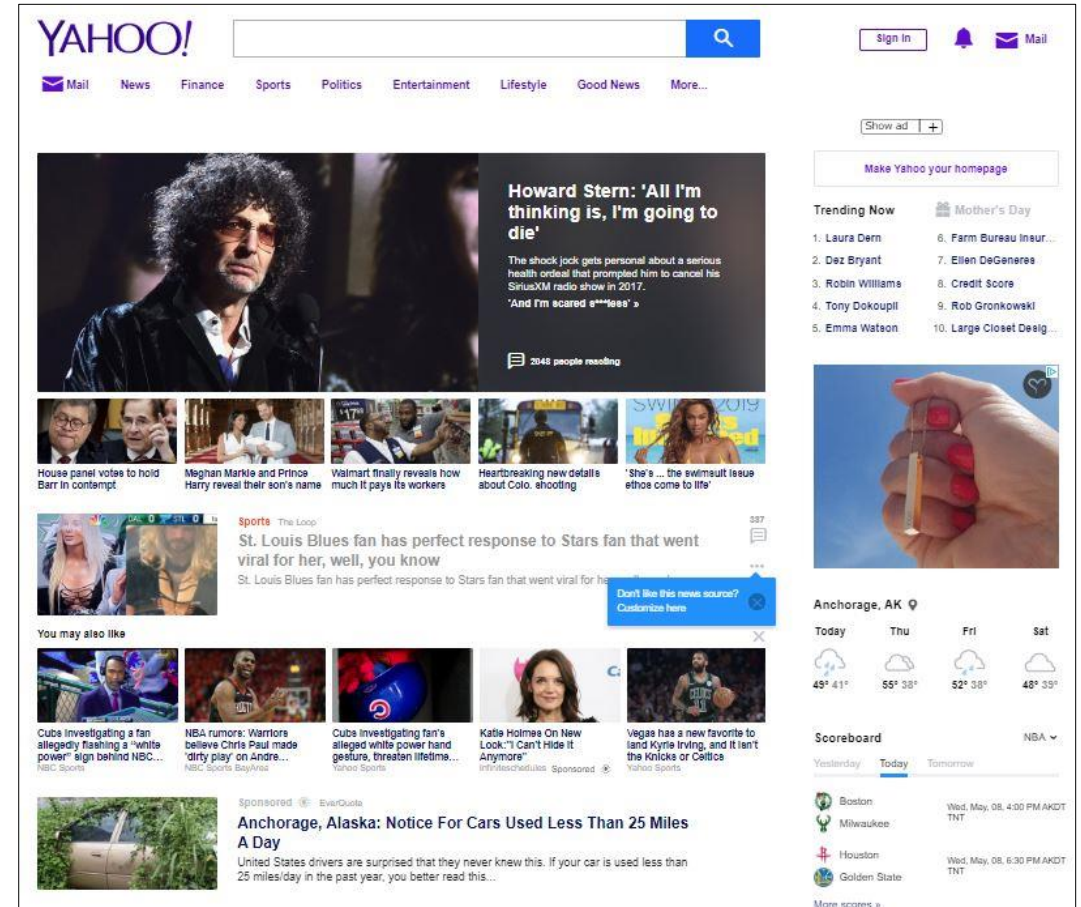 YAHOO!
Sign In
Mail
Mail News Finance Sports Politics Entertainment Lifestyle Good News More...
Show ad +
Make Yahoo your homepage
Howard Stern: 'All I'm
thinking is, I'm going to
die'
The shock jock gets personal about a serious
health ordeal that prompted him to cancel his
SiriusXM radio show in 2017.
'And I'm scared s***less' »
2048 people reading
House panel votes to hold
Barr in contempt
Meghan Markle and Prince
Harry reveal their son's name
Walmart finally reveals how
much it pays its workers
Heartbreaking new details
about Colo. shooting
'She's ... the swimsuit issue
ethos come to life'
Sports The Loop
St. Louis Blues fan has perfect response to Stars fan that went
viral for her, well, you know
St. Louis Blues fan has perfect response to Stars fan that went viral for
387
Don't like this news source?
Customize here
You may also like
Cubs investigating a fan
allegedly flashing a "white
power" sign behind NBC...
NBC Sports
NBA rumors: Warriors
believe Chris Paul made
'dirty play' on Andre...
NBC Sports BayArea
Cubs investigating fan's
alleged white power hand
gesture, threaten lifetime...
Yahoo Sports
Katie Holmes On New
Look:"I Can't Hide It
Anymore"
Infiniteschedules Sponsored
Vegas has a new favorite to
land Kyrie Irving, and it isn't
the Knicks or Celtics
Yahoo Sports
Sponsored EverQuote
Anchorage, Alaska: Notice For Cars Used Less Than 25 Miles
A Day
United States drivers are surprised that they never knew this. If your car is used less than
25 miles/day in the past year, you better read this...
Trending Now
Mother's Day
1. Laura Dern
2. Dez Bryant
3. Robin Williams
4. Tony Dokoupil
5. Emma Watson
6. Farm Bureau Insur...
7. Ellen DeGeneres
8. Credit Score
9. Rob Gronkowski
10. Large Closet Desig...
Anchorage, AK
Today Thu Fri Sat
49° 41° 55° 38° 52° 38° 48° 39°
Scoreboard
NBA
Yesterday Today Tomorrow
Boston
Milwaukee
Wed, May, 08, 4:00 PM AKDT
TNT
Houston
Golden State
Wed, May, 08, 6:30 PM AKDT
TNT
More scores »